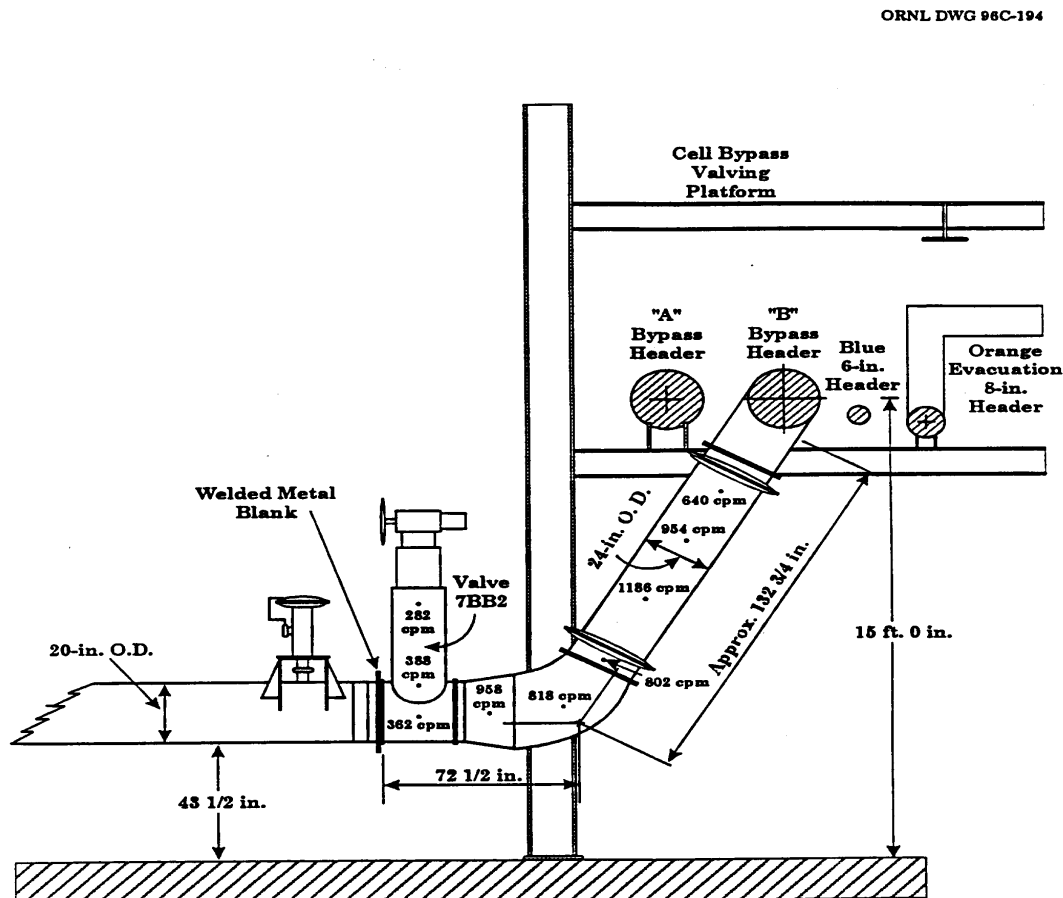 ORNL DWG 96C-194
Cell Bypass
Valving
Platform
"A"
Bypass
Header
"B"
Bypass
Header
Blue
6-in.
Header
Orange
Evacuation
8-in.
Header
Welded Metal
Blank
640 cpm
954 cpm
24-in. O. D.
1186 cpm
Approx. 132 3/4 in.
Valve
7BB2
282
cpm
388
cpm
15 ft. 0 in.
20-in. O.D.
802 cpm
958
cpm
818 cpm
362 cpm
72 1/2 in.
43 1/2 in.